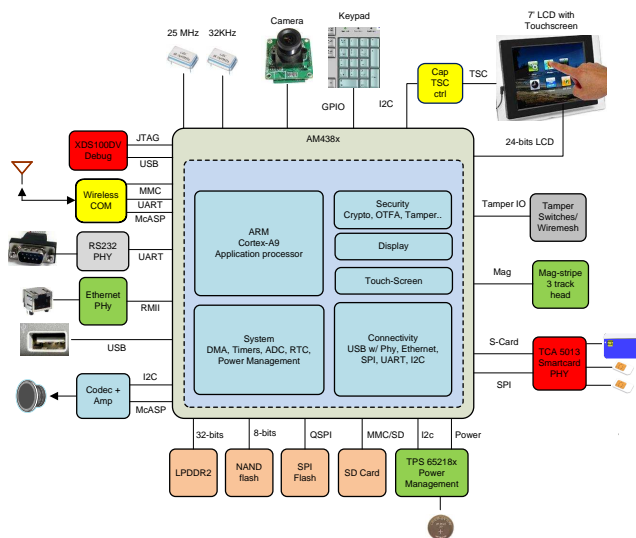 25 MHz
32KHz
Camera
Keypad
7' LCD with
Touchscreen
Cap
TSC
ctrl
TSC
GPIO
I2C
24-bits LCD
AM438x
XDS100DV
Debug
JTAG
USB
Wireless
COM
MMC
UART
McASP
RS232
PHY
UART
Ethernet
PHy
RMII
USB
Codec +
Amp
I2C
McASP
ARM
Cortex-A9
Application processor
Security
Crypto, OTFA, Tamper..
Display
Touch-Screen
System
DMA, Timers, ADC, RTC,
Power Management
Connectivity
USB w/ Phy, Ethernet,
SPI, UART, I2C
Tamper IO
Tamper
Switches/
Wiremesh
Mag
Mag-stripe
3 track
head
S-Card
SPI
TCA 5013
Smartcard
PHY
32-bits
8-bits
QSPI
MMC/SD
I2c
Power
LPDDR2
NAND
flash
SPI
Flash
SD Card
TPS 65218x
Power
Management